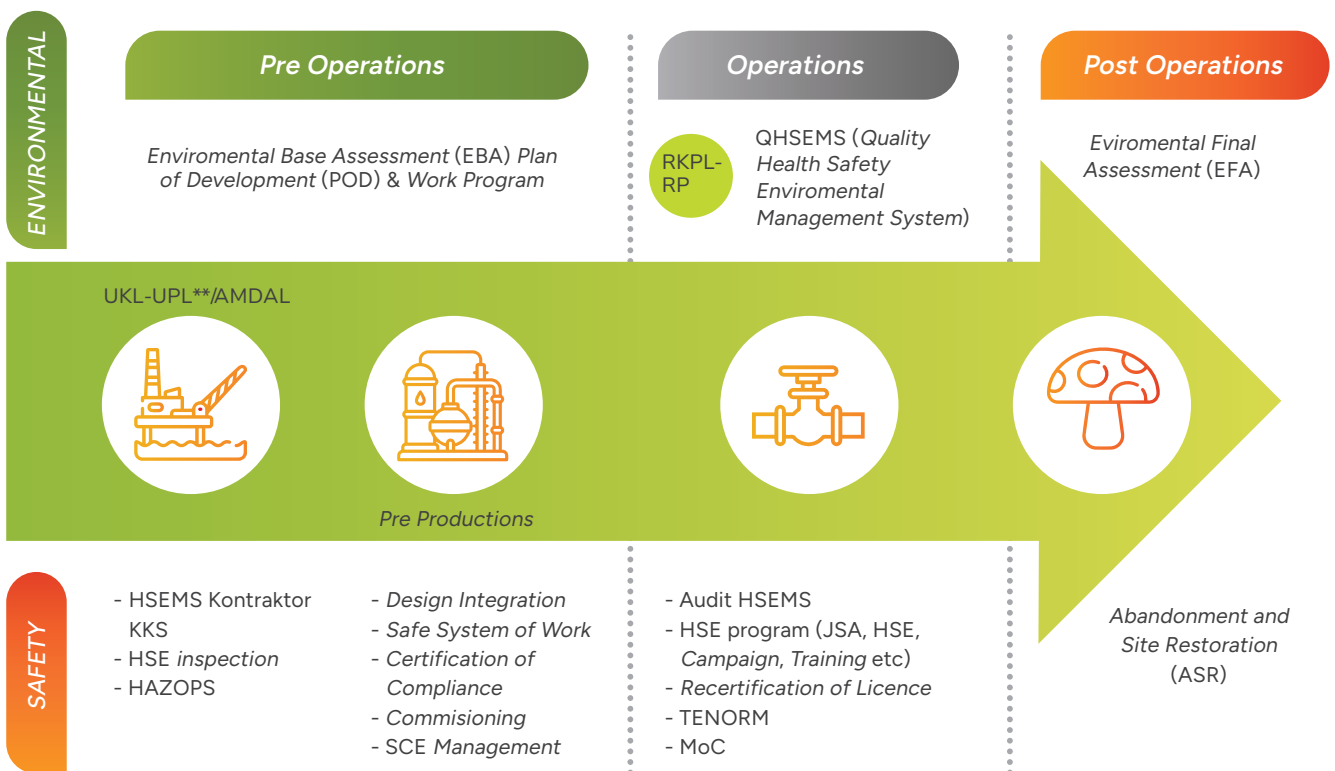 ENVIRONMENTAL
Pre Operations
Operations
Post Operations
Enviromental Base Assessment (EBA) Plan
of Development (POD) & Work Program
RKPL-
RP
QHSEMS (Quality
Health Safety
Enviromental
Management System)
Eviromental Final
Assessment (EFA)
UKL-UPL**/AMDAL
Pre Productions
SAFETY
- HSEMS Kontraktor
KKS
- HSE inspection
- HAZOPS
- Design Integration
- Safe System of Work
- Certification of
Compliance
- Commisioning
- SCE Management
- Audit HSEMS
- HSE program (JSA, HSE,
Campaign, Training etc)
- Recertification of Licence
- TENORM
- MoC
Abandonment and
Site Restoration
(ASR)